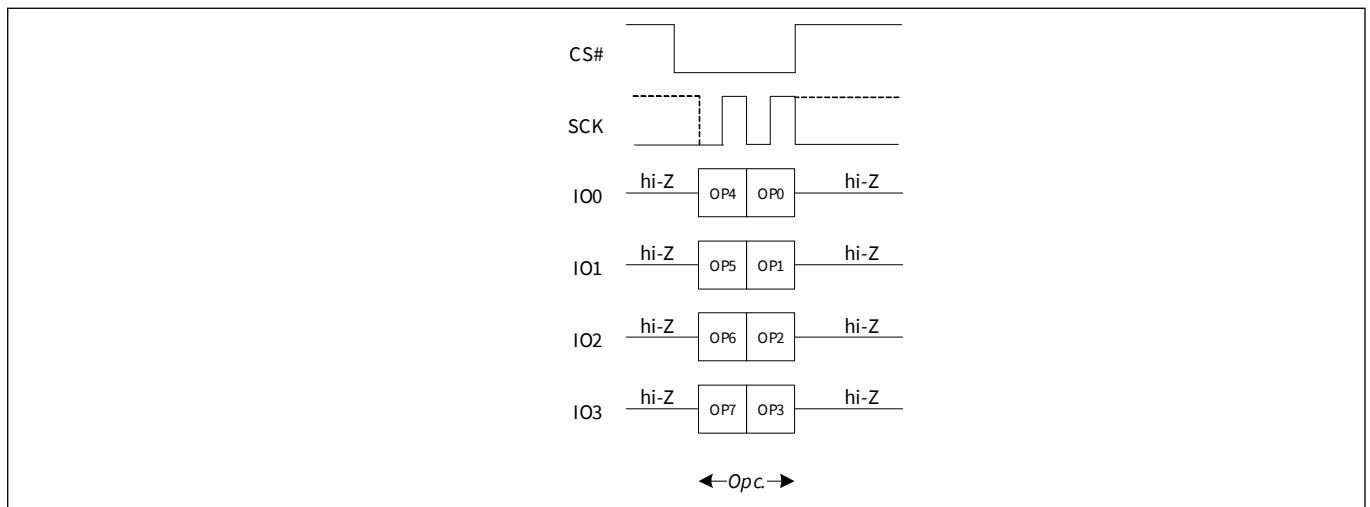 CS#
SCK
IO0 hi-Z OP4 OP0 hi-Z
IO1 hi-Z OP5 OP1 hi-Z
IO2 hi-Z OP6 OP2 hi-Z
IO3 hi-Z OP7 OP3 hi-Z
Opc.